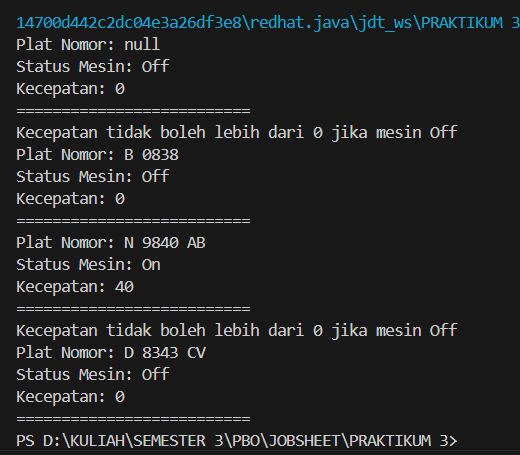 14700d442c2dc04e3a26df3e8\redhat.java\jdt_ws\PRAKTIKUM 3
Plat Nomor: null
Status Mesin: Off
Kecepatan: 0
==========================
Kecepatan tidak boleh lebih dari 0 jika mesin Off
Plat Nomor: B 0838
Status Mesin: Off
Kecepatan: 0
==========================
Plat Nomor: N 9840 AB
Status Mesin: On
Kecepatan: 40
==========================
Kecepatan tidak boleh lebih dari 0 jika mesin Off
Plat Nomor: D 8343 CV
Status Mesin: Off
Kecepatan: 0
==========================
PS D:\KULIAH\SEMESTER 3\PBO\JOBSHEET\PRAKTIKUM 3>